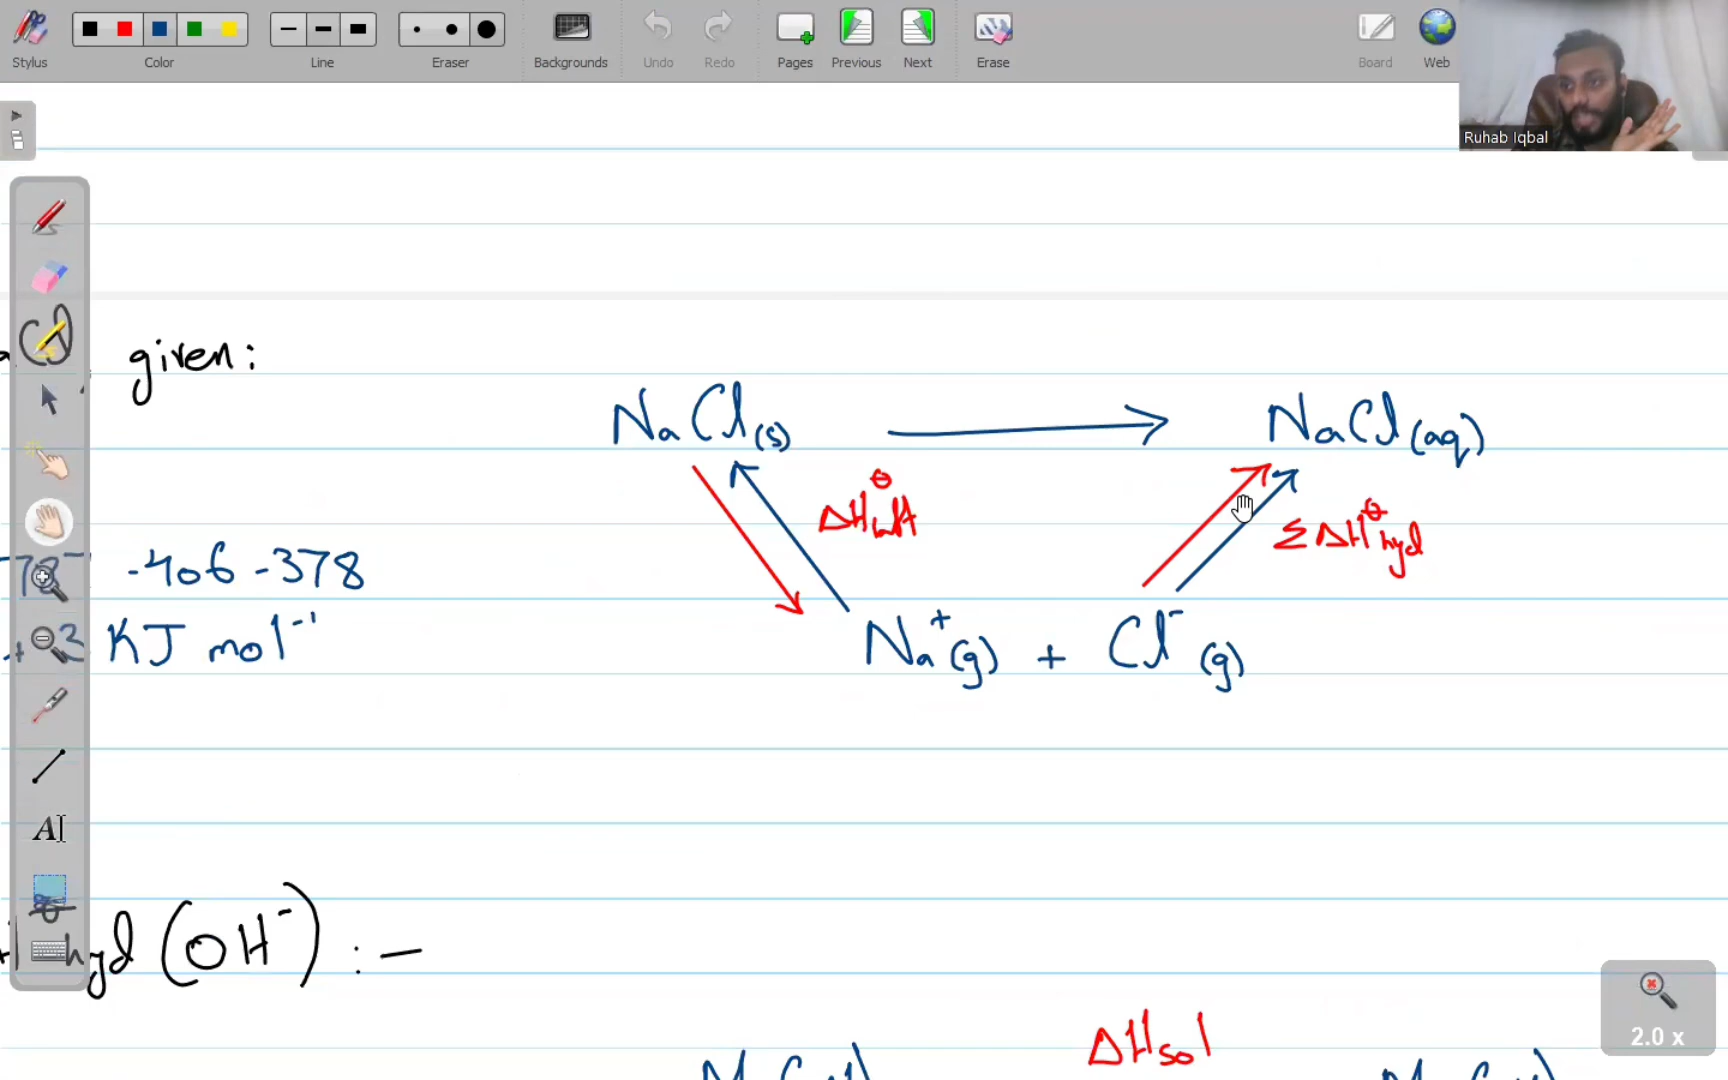 Stylus Color Line Eraser Backgrounds Undo Redo Pages Previous Next Erase Board Web
Ruhab Iqbal
given:
NaCl(s) → NaCl(aq)
ΔH⊖latt
ΣΔH⊖hyd
-406 -378
KJ mol⁻¹
Na⁺(g) + Cl⁻(g)
A
hyd (OH⁻) : —
ΔHsol
2.0 x